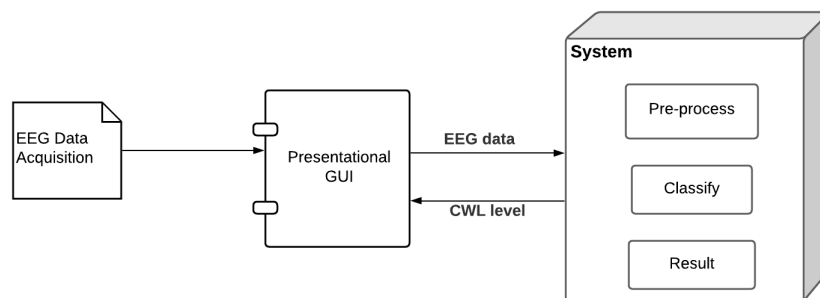 System
Pre-process
EEG Data
Acquisition
Presentational
GUI
EEG data
CWL level
Classify
Result